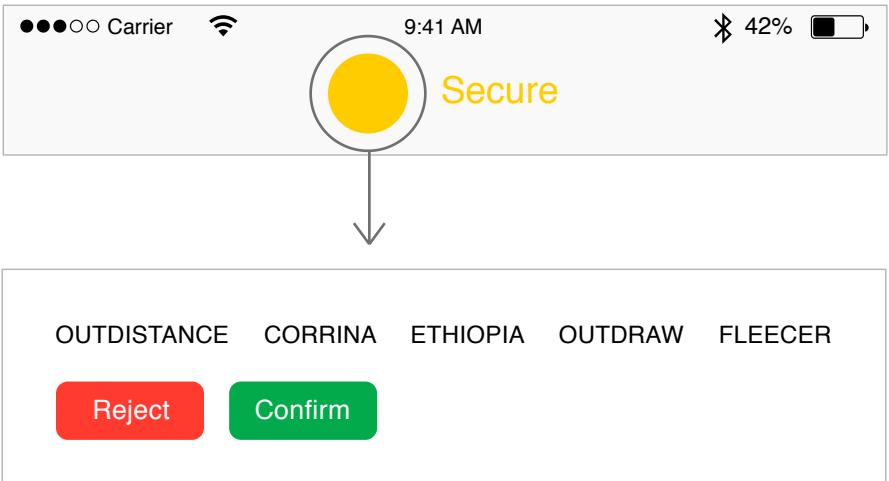 Carrier 9:41 AM 42%
Secure
OUTDISTANCE CORRINA ETHIOPIA OUTDRAW FLEECER
Reject Confirm